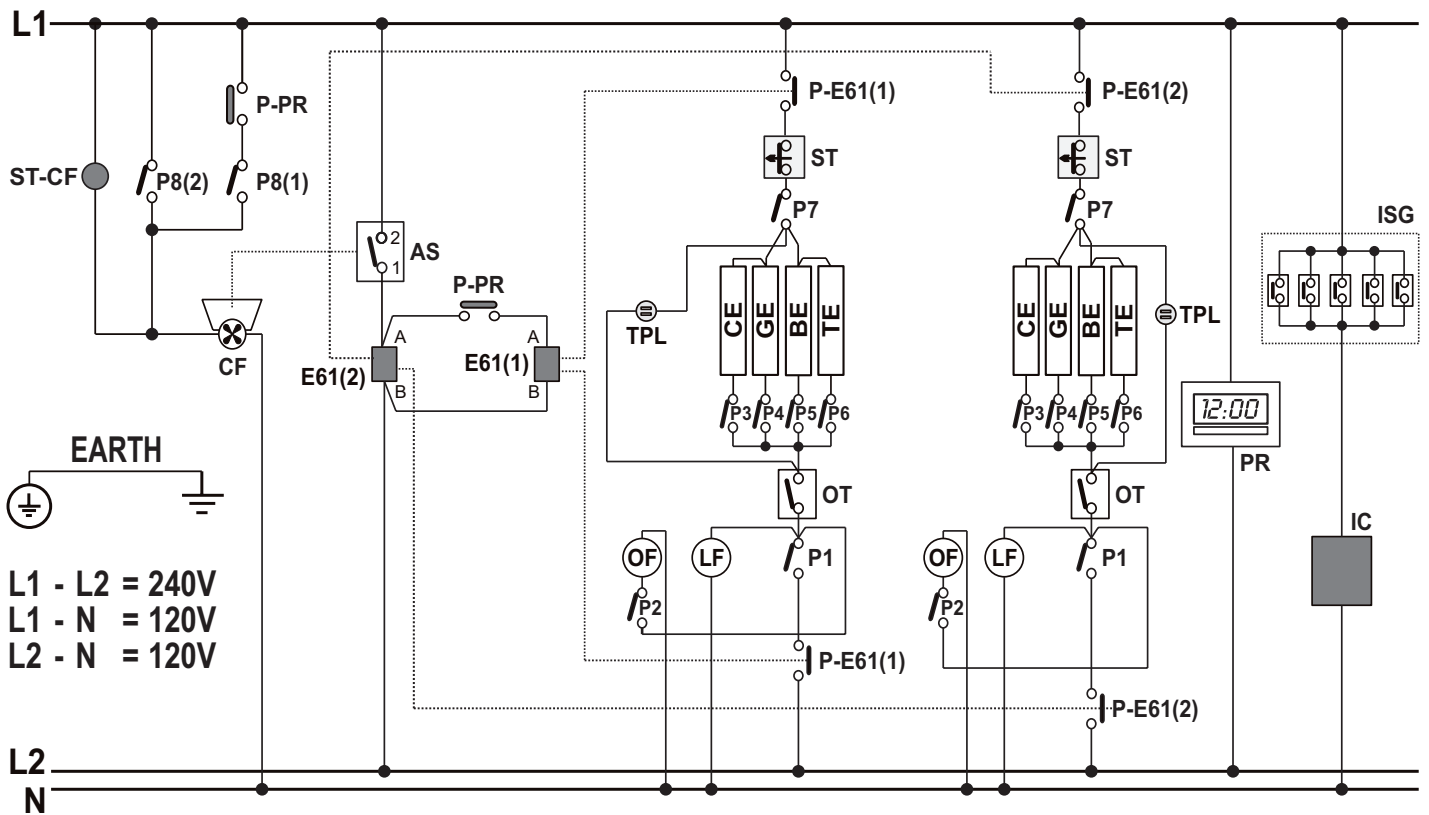 L1
P-PR
P-E61(1)
P-E61(2)
ST-CF
P8(2)
P8(1)
ST
ST
P7
P7
ISG
2
1
AS
P-PR
CE
GE
BE
TE
CE
GE
BE
TE
TPL
TPL
CF
A
E61(2)
B
A
E61(1)
B
P3
P4
P5
P6
P3
P4
P5
P6
12:00
PR
EARTH
OT
OT
IC
OF
LF
P1
P2
OF
LF
P1
P2
L1 - L2 = 240V
L1 - N = 120V
L2 - N = 120V
P-E61(1)
P-E61(2)
L2
N